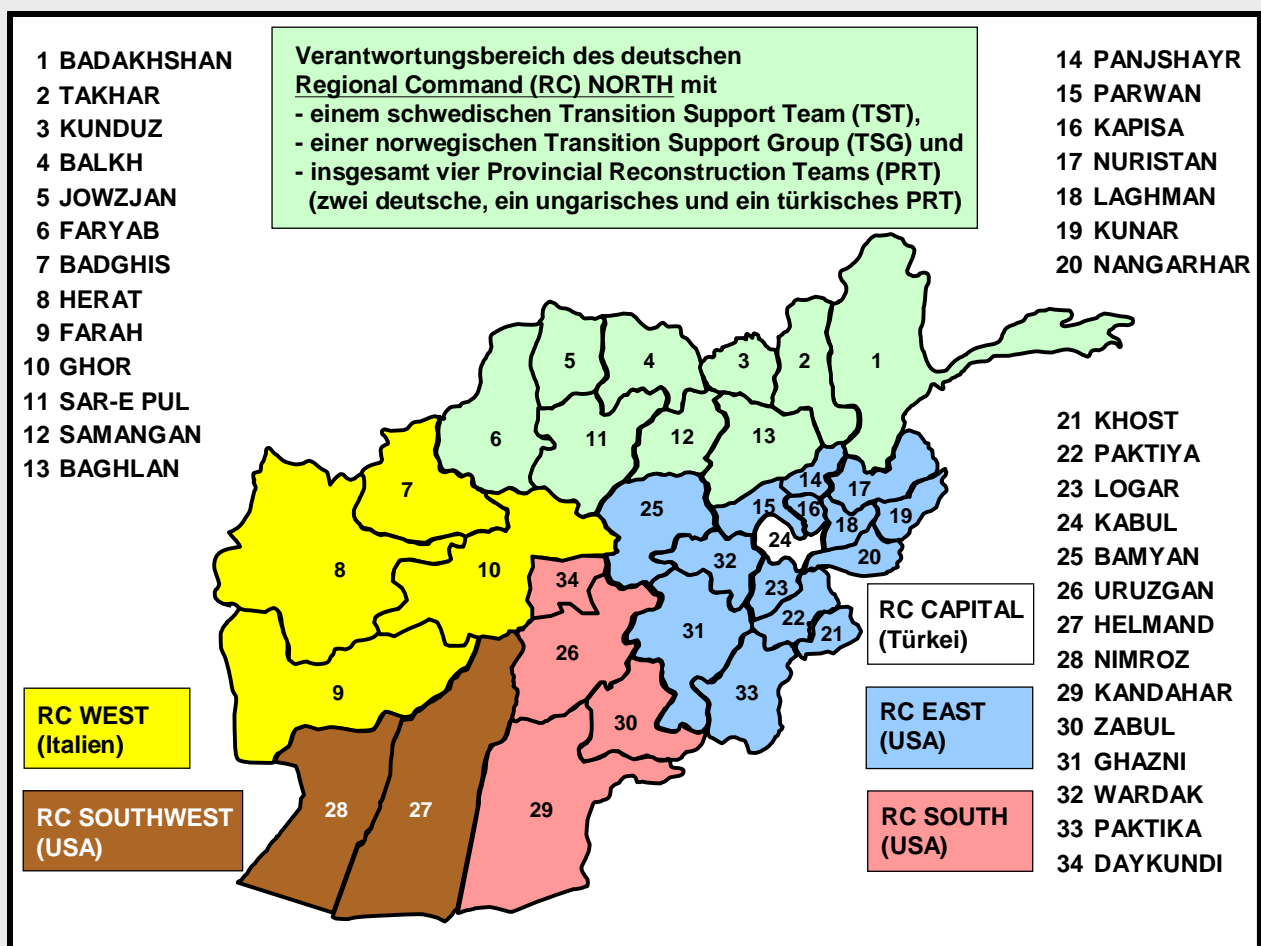 1 BADAKHSHAN
2 TAKHAR
3 KUNDUZ
4 BALKH
5 JOWZJAN
6 FARYAB
7 BADGHIS
8 HERAT
9 FARAH
10 GHOR
11 SAR-E PUL
12 SAMANGAN
13 BAGHLAN
Verantwortungsbereich des deutschen
Regional Command (RC) NORTH mit
- einem schwedischen Transition Support Team (TST),
- einer norwegischen Transition Support Group (TSG) und
- insgesamt vier Provincial Reconstruction Teams (PRT)
(zwei deutsche, ein ungarisches und ein türkisches PRT)
14 PANJSHAYR
15 PARWAN
16 KAPISA
17 NURISTAN
18 LAGHMAN
19 KUNAR
20 NANGARHAR
5
4
3
2
1
6
11
12
13
7
25
14
17
15
16
18
19
24
20
8
10
34
32
23
22
21
31
26
33
9
30
28
27
29
RC WEST
(Italien)
RC SOUTHWEST
(USA)
RC CAPITAL
(Türkei)
RC EAST
(USA)
RC SOUTH
(USA)
21 KHOST
22 PAKTIYA
23 LOGAR
24 KABUL
25 BAMYAN
26 URUZGAN
27 HELMAND
28 NIMROZ
29 KANDAHAR
30 ZABUL
31 GHAZNI
32 WARDAK
33 PAKTIKA
34 DAYKUNDI